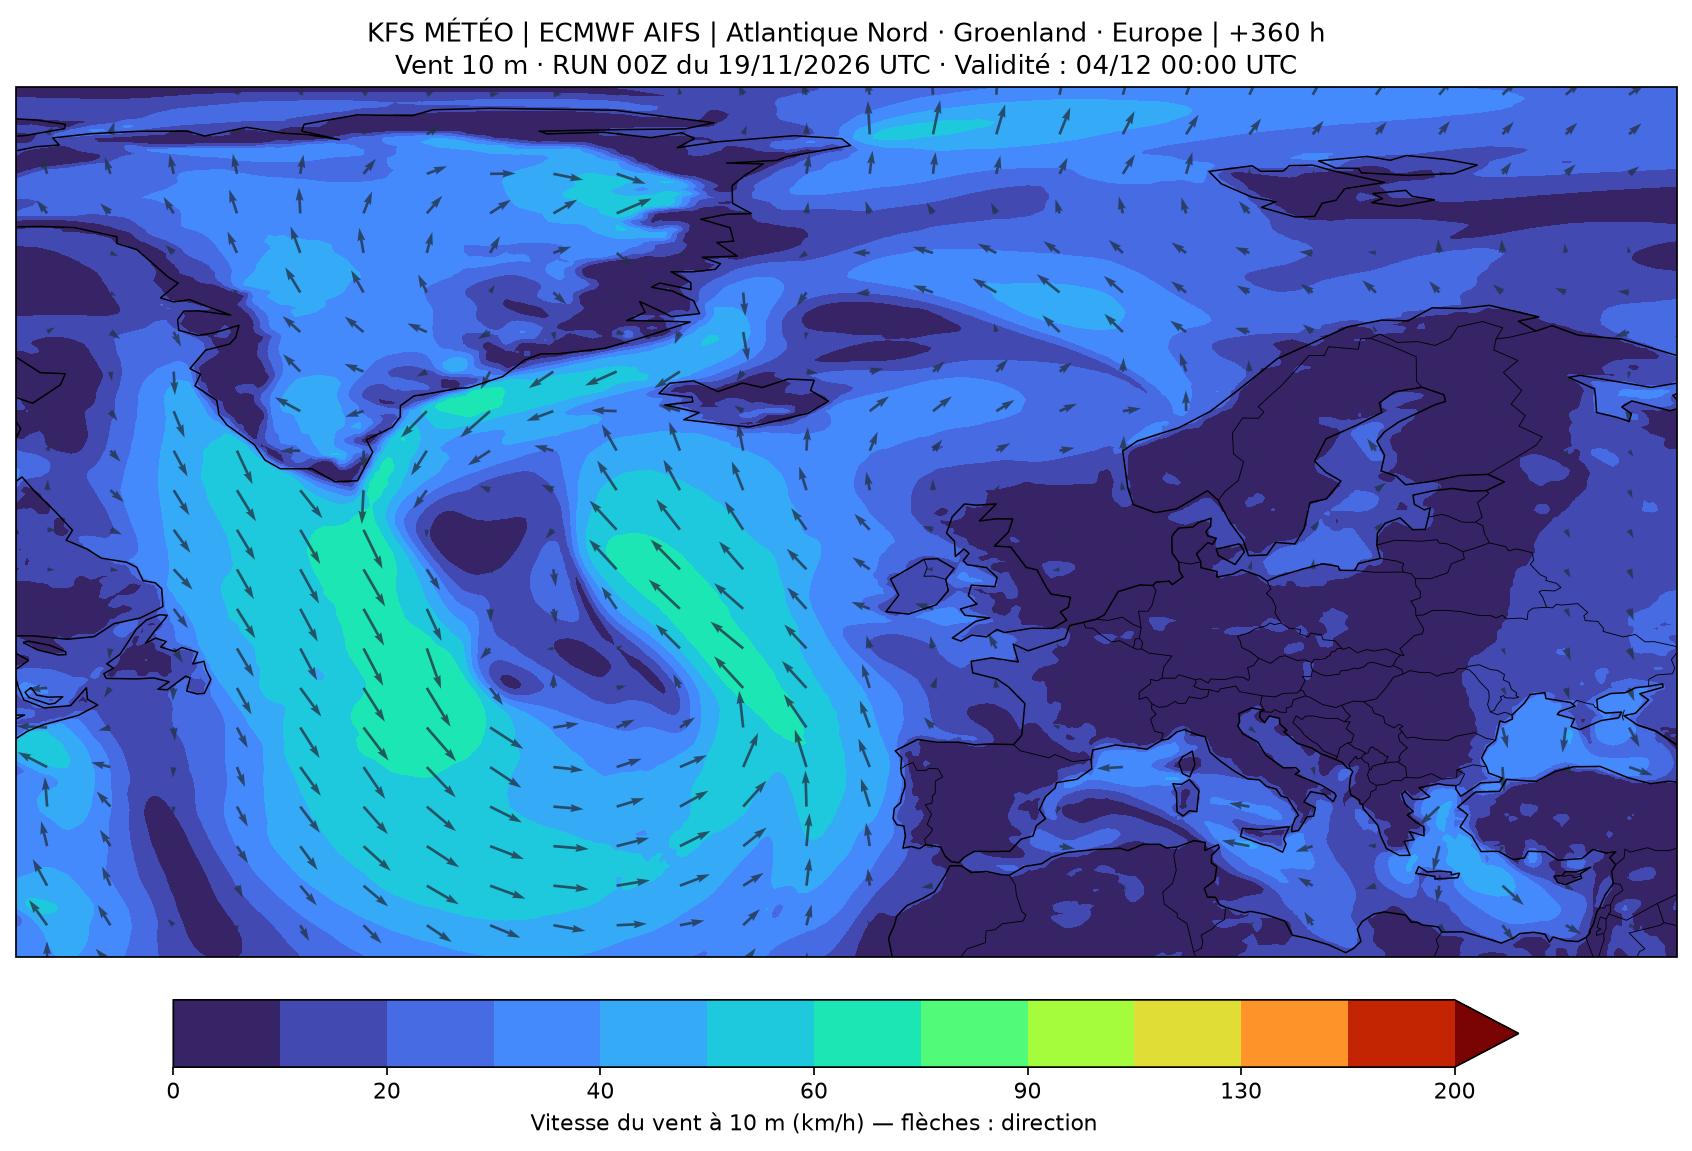 KFS MÉTÉO | ECMWF AIFS | Atlantique Nord · Groenland · Europe | +360 h
Vent 10 m · RUN 00Z du 19/11/2026 UTC · Validité : 04/12 00:00 UTC
0 20 40 60 90 130 200
Vitesse du vent à 10 m (km/h) — flèches : direction